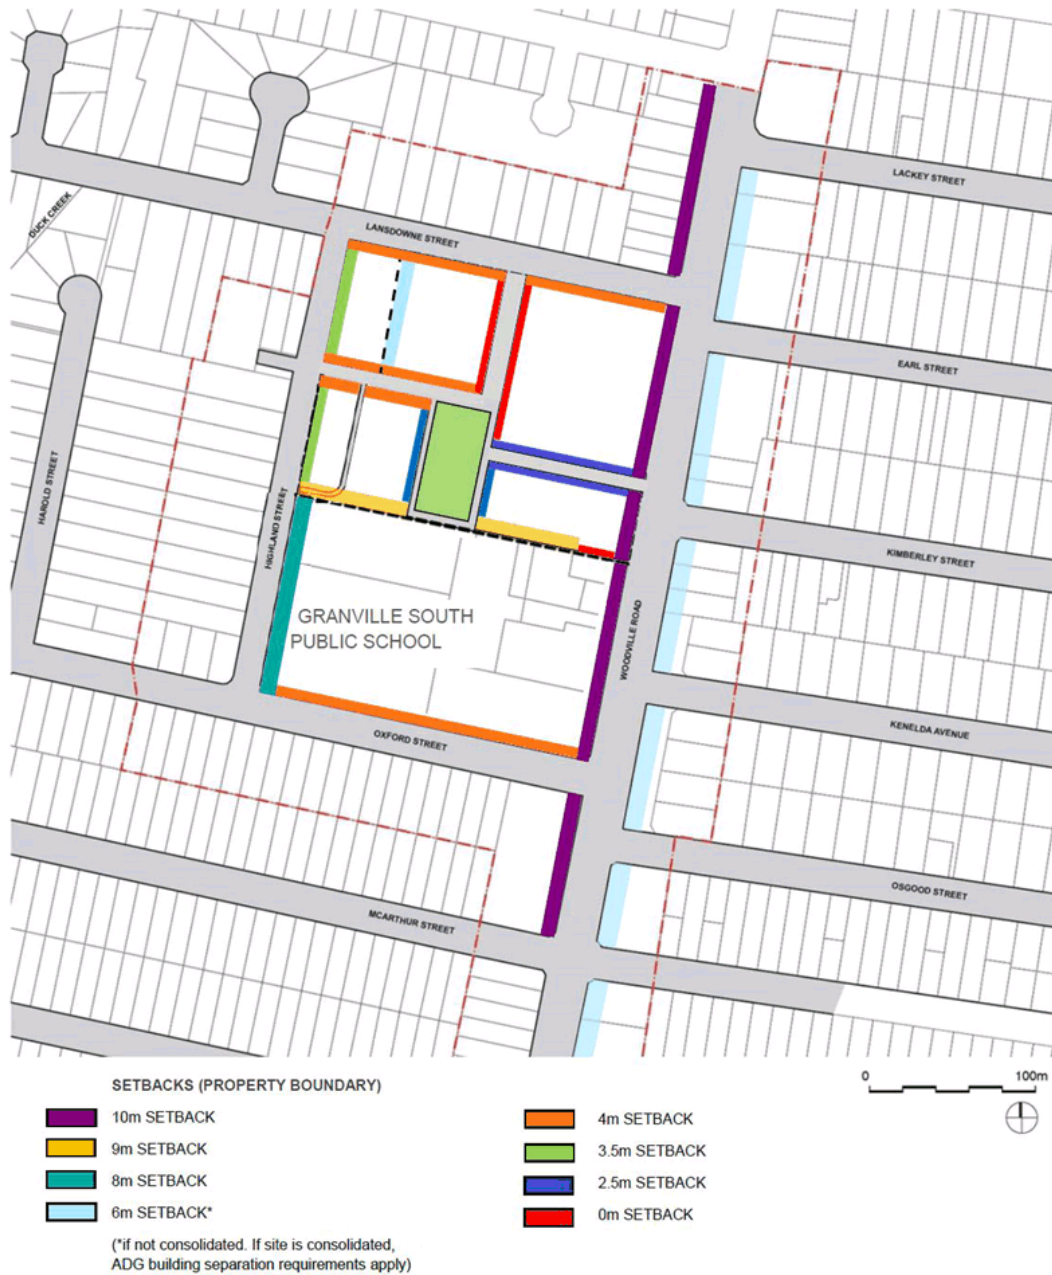 LACKEY STREET
DUCK CREEK
LANSDOWNE STREET
EARL STREET
HAROLD STREET
HIGHLAND STREET
KIMBERLEY STREET
GRANVILLE SOUTH
PUBLIC SCHOOL
WOODVILLE ROAD
KENELDA AVENUE
OXFORD STREET
OSGOOD STREET
MCARTHUR STREET
0 100m
SETBACKS (PROPERTY BOUNDARY)
10m SETBACK
9m SETBACK
8m SETBACK
6m SETBACK*
(*if not consolidated. If site is consolidated,
ADG building separation requirements apply)
4m SETBACK
3.5m SETBACK
2.5m SETBACK
0m SETBACK